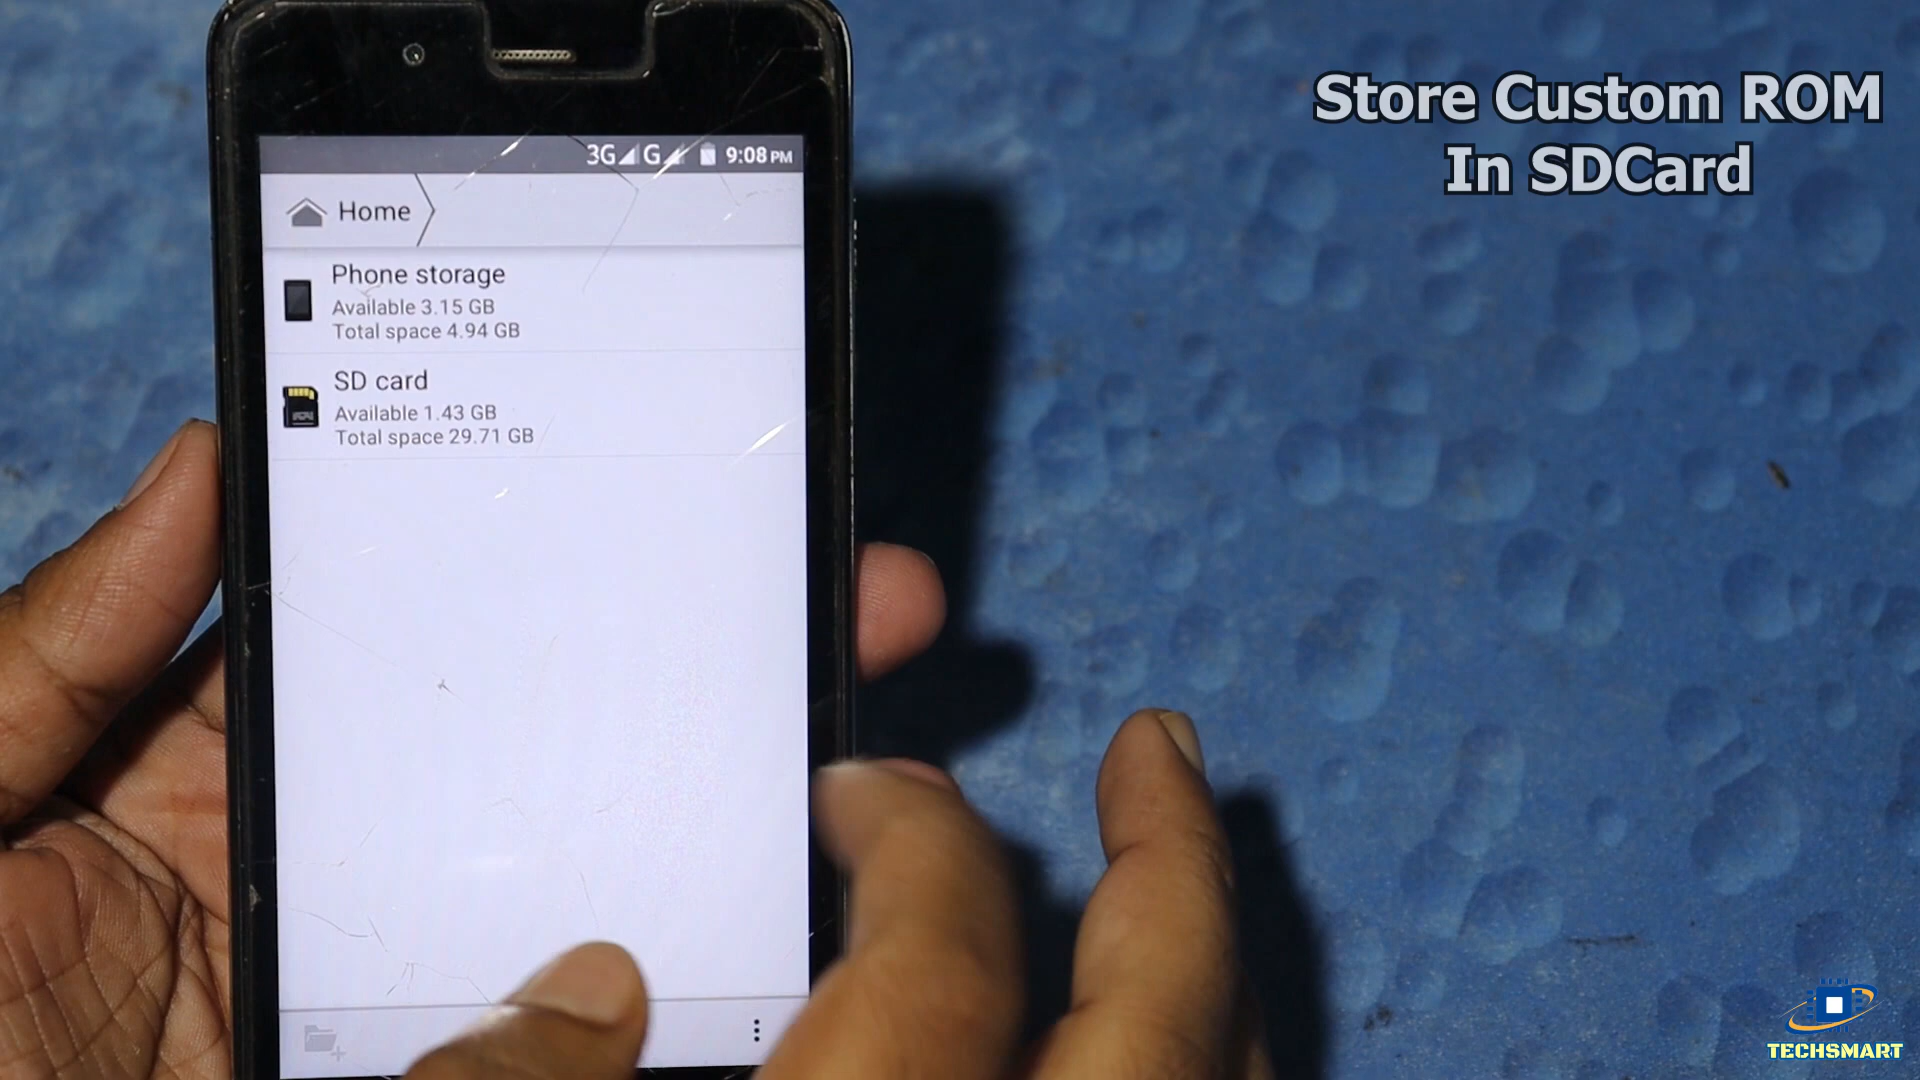 Store Custom ROM
In SDCard
3G G 9:08 PM
Home
Phone storage
Available 3.15 GB
Total space 4.94 GB
SD card
Available 1.43 GB
Total space 29.71 GB
TECHSMART